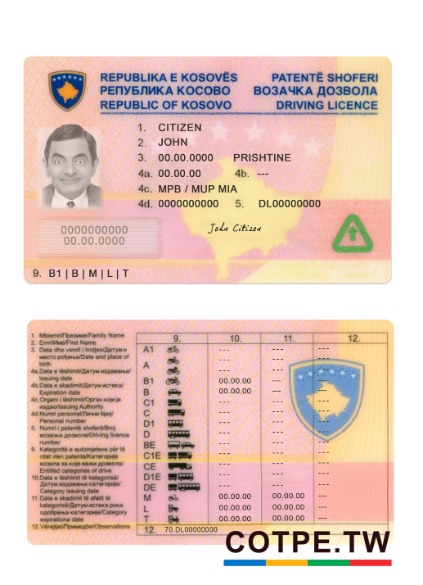 REPUBLIKA E KOSOVËS PATENTË SHOFERI
РЕПУБЛИКА КОСОВО ВОЗАЧКА ДОЗВОЛА
REPUBLIC OF KOSOVO DRIVING LICENCE
1. CITIZEN
2. JOHN
3. 00.00.0000 PRISHTINE
4a. 00.00.00 4b. ---
4c. MPB / MUP MIA
4d. 0000000000 5. DL00000000
John Citizen
0000000000
00.00.0000
9. B1 | B | M | L | T
1. Mbiemri/Презиме/Family Name
2. Emri/Име/First Name
3. Data dhe vendi i lindjes/Датум и
место рођења/Date and place of
birth
4a. Data e lëshimit/Датум издавања/
Issuing date
4b. Data e skadimit/Датум истека/
Expiration date
4c. Organi i lëshimit/Орган који је
издао/Issuing Authority
4d. Numri personal/Лични број/
Personal number
5. Numri i patentë shoferit/Број
возачке дозволе/Driving licence
number
9. Kategoritë e automjeteve për të
cilat vlen patenta/Категорије
возила за које важи дозвола/
Entitled categories of drive
10. Data e lëshimit të kategorisë/
Датум издавања категорије/
Category issuing date
11. Data e skadimit të afatit të
kategorisë/Датум истека рока
одобрења категорије/Category
expirations date
12. Vërejtjet/Примедбе/Observations
9. 10. 11. 12.
A1 --- ---
A --- ---
B1 00.00.00 ---
B 00.00.00 ---
C1 --- ---
C --- ---
D1 --- ---
D --- ---
BE --- ---
C1E --- ---
CE --- ---
D1E --- ---
DE --- ---
M 00.00.00 00.00.00
L 00.00.00 00.00.00
T 00.00.00 00.00.00
12. 70.DL00000000
COTPE.TW